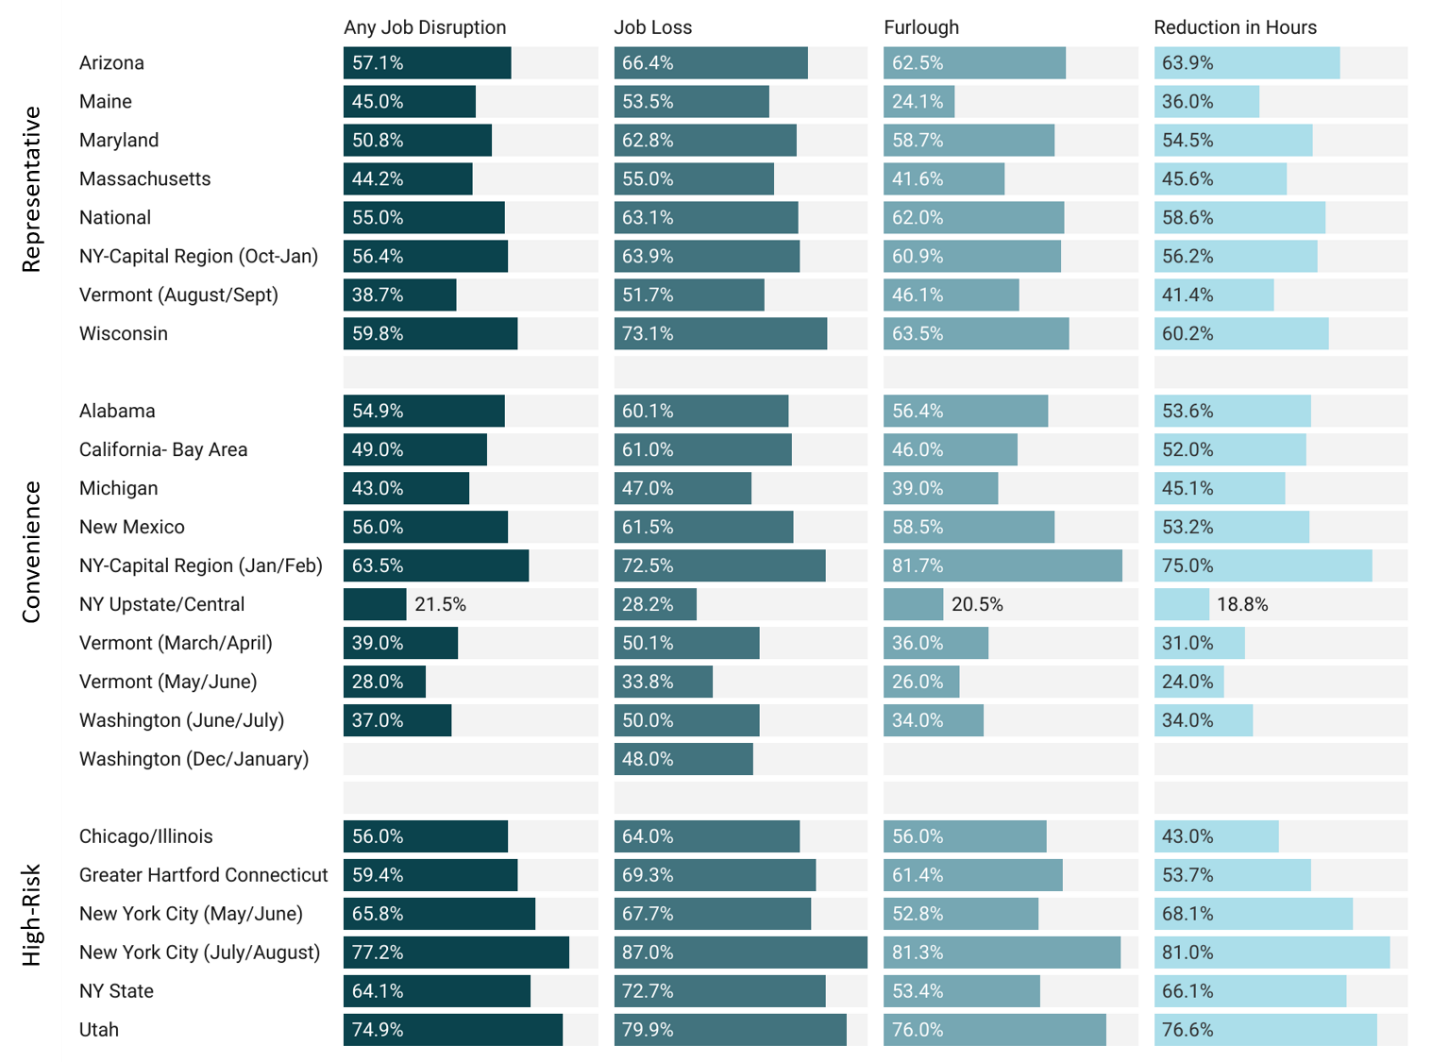 Any Job Disruption Job Loss Furlough Reduction in Hours
Representative
Arizona 57.1% 66.4% 62.5% 63.9%
Maine 45.0% 53.5% 24.1% 36.0%
Maryland 50.8% 62.8% 58.7% 54.5%
Massachusetts 44.2% 55.0% 41.6% 45.6%
National 55.0% 63.1% 62.0% 58.6%
NY-Capital Region (Oct-Jan) 56.4% 63.9% 60.9% 56.2%
Vermont (August/Sept) 38.7% 51.7% 46.1% 41.4%
Wisconsin 59.8% 73.1% 63.5% 60.2%
Convenience
Alabama 54.9% 60.1% 56.4% 53.6%
California- Bay Area 49.0% 61.0% 46.0% 52.0%
Michigan 43.0% 47.0% 39.0% 45.1%
New Mexico 56.0% 61.5% 58.5% 53.2%
NY-Capital Region (Jan/Feb) 63.5% 72.5% 81.7% 75.0%
NY Upstate/Central 21.5% 28.2% 20.5% 18.8%
Vermont (March/April) 39.0% 50.1% 36.0% 31.0%
Vermont (May/June) 28.0% 33.8% 26.0% 24.0%
Washington (June/July) 37.0% 50.0% 34.0% 34.0%
Washington (Dec/January) 48.0%
High-Risk
Chicago/Illinois 56.0% 64.0% 56.0% 43.0%
Greater Hartford Connecticut 59.4% 69.3% 61.4% 53.7%
New York City (May/June) 65.8% 67.7% 52.8% 68.1%
New York City (July/August) 77.2% 87.0% 81.3% 81.0%
NY State 64.1% 72.7% 53.4% 66.1%
Utah 74.9% 79.9% 76.0% 76.6%